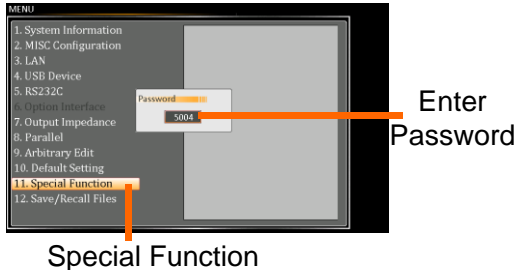 MENU
1. System Information
2. MISC Configuration
3. LAN
4. USB Device
5. RS232C
6. Option Interface
7. Output Impedance
8. Parallel
9. Arbitrary Edit
10. Default Setting
11. Special Function
12. Save/Recall Files
Password
5004
Enter
Password
Special Function